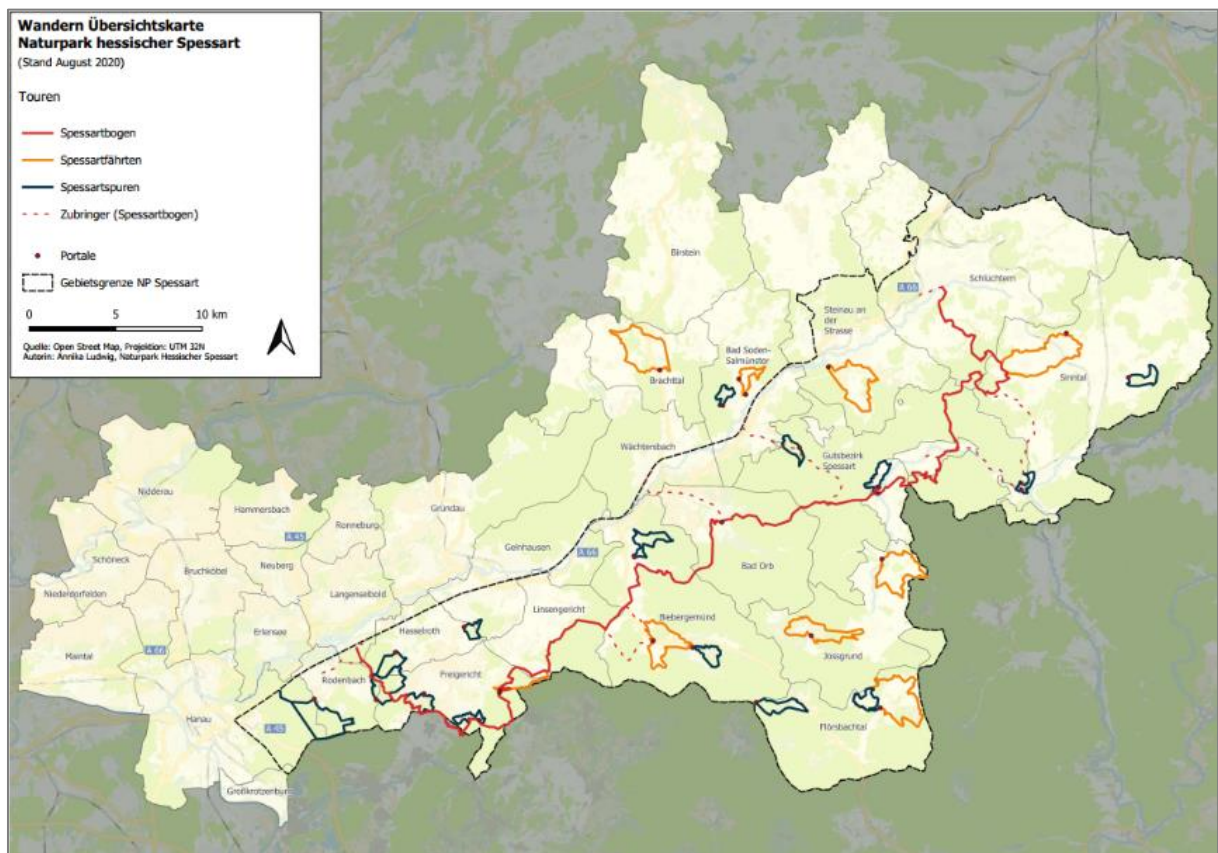 Wandern Übersichtskarte
Naturpark hessischer Spessart
(Stand August 2020)
Touren
Spessartbogen
Spessartfährten
Spessartspuren
Zubringer (Spessartbogen)
Portale
Gebietsgrenze NP Spessart
0 5 10 km
Quelle: Open Street Map, Projektion: UTM 32N
Autorin: Annika Ludwig, Naturpark Hessischer Spessart
Birstein
Schlüchtern
A 66
Steinau an
der
Strasse
Bad Soden-
Salmünster
Brachttal
Sinntal
Wächtersbach
Gutsbezirk
Spessart
Nidderau
Hammersbach
Ronneburg
Gründau
A 45
Gelnhausen
A 66
Schöneck
Bruchköbel
Neuberg
Bad Orb
Niederdorfelden
Langenselbold
Linsengericht
Biebergemünd
Erlensee
Hasselroth
Maintal
A 66
Jossgrund
Rodenbach
Freigericht
Hanau
A 45
Flörsbachtal
Großkrotzenburg